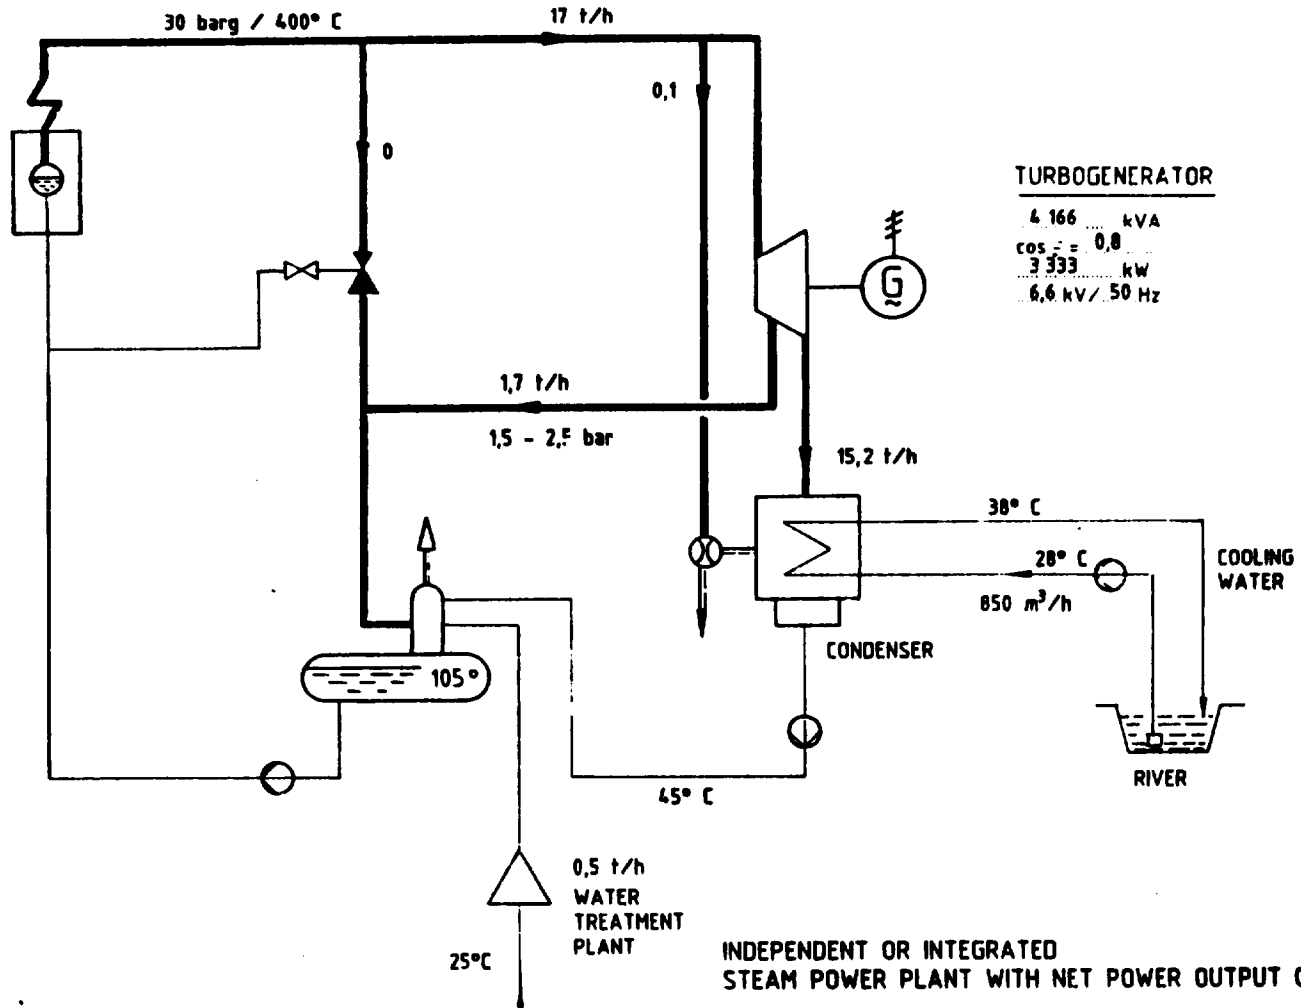 30 barg / 400° C
17 t/h
0,1
0
TURBOGENERATOR
4 166 kVA
cos = 0,8
3 333 kW
6,6 kV/ 50 Hz
G
~
1,7 t/h
1,5 - 2,5 bar
15,2 t/h
38° C
28° C
850 m³/h
COOLING
WATER
CONDENSER
105°
RIVER
45° C
0,5 t/h
WATER
TREATMENT
PLANT
25°C
INDEPENDENT OR INTEGRATED
STEAM POWER PLANT WITH NET POWER OUTPUT